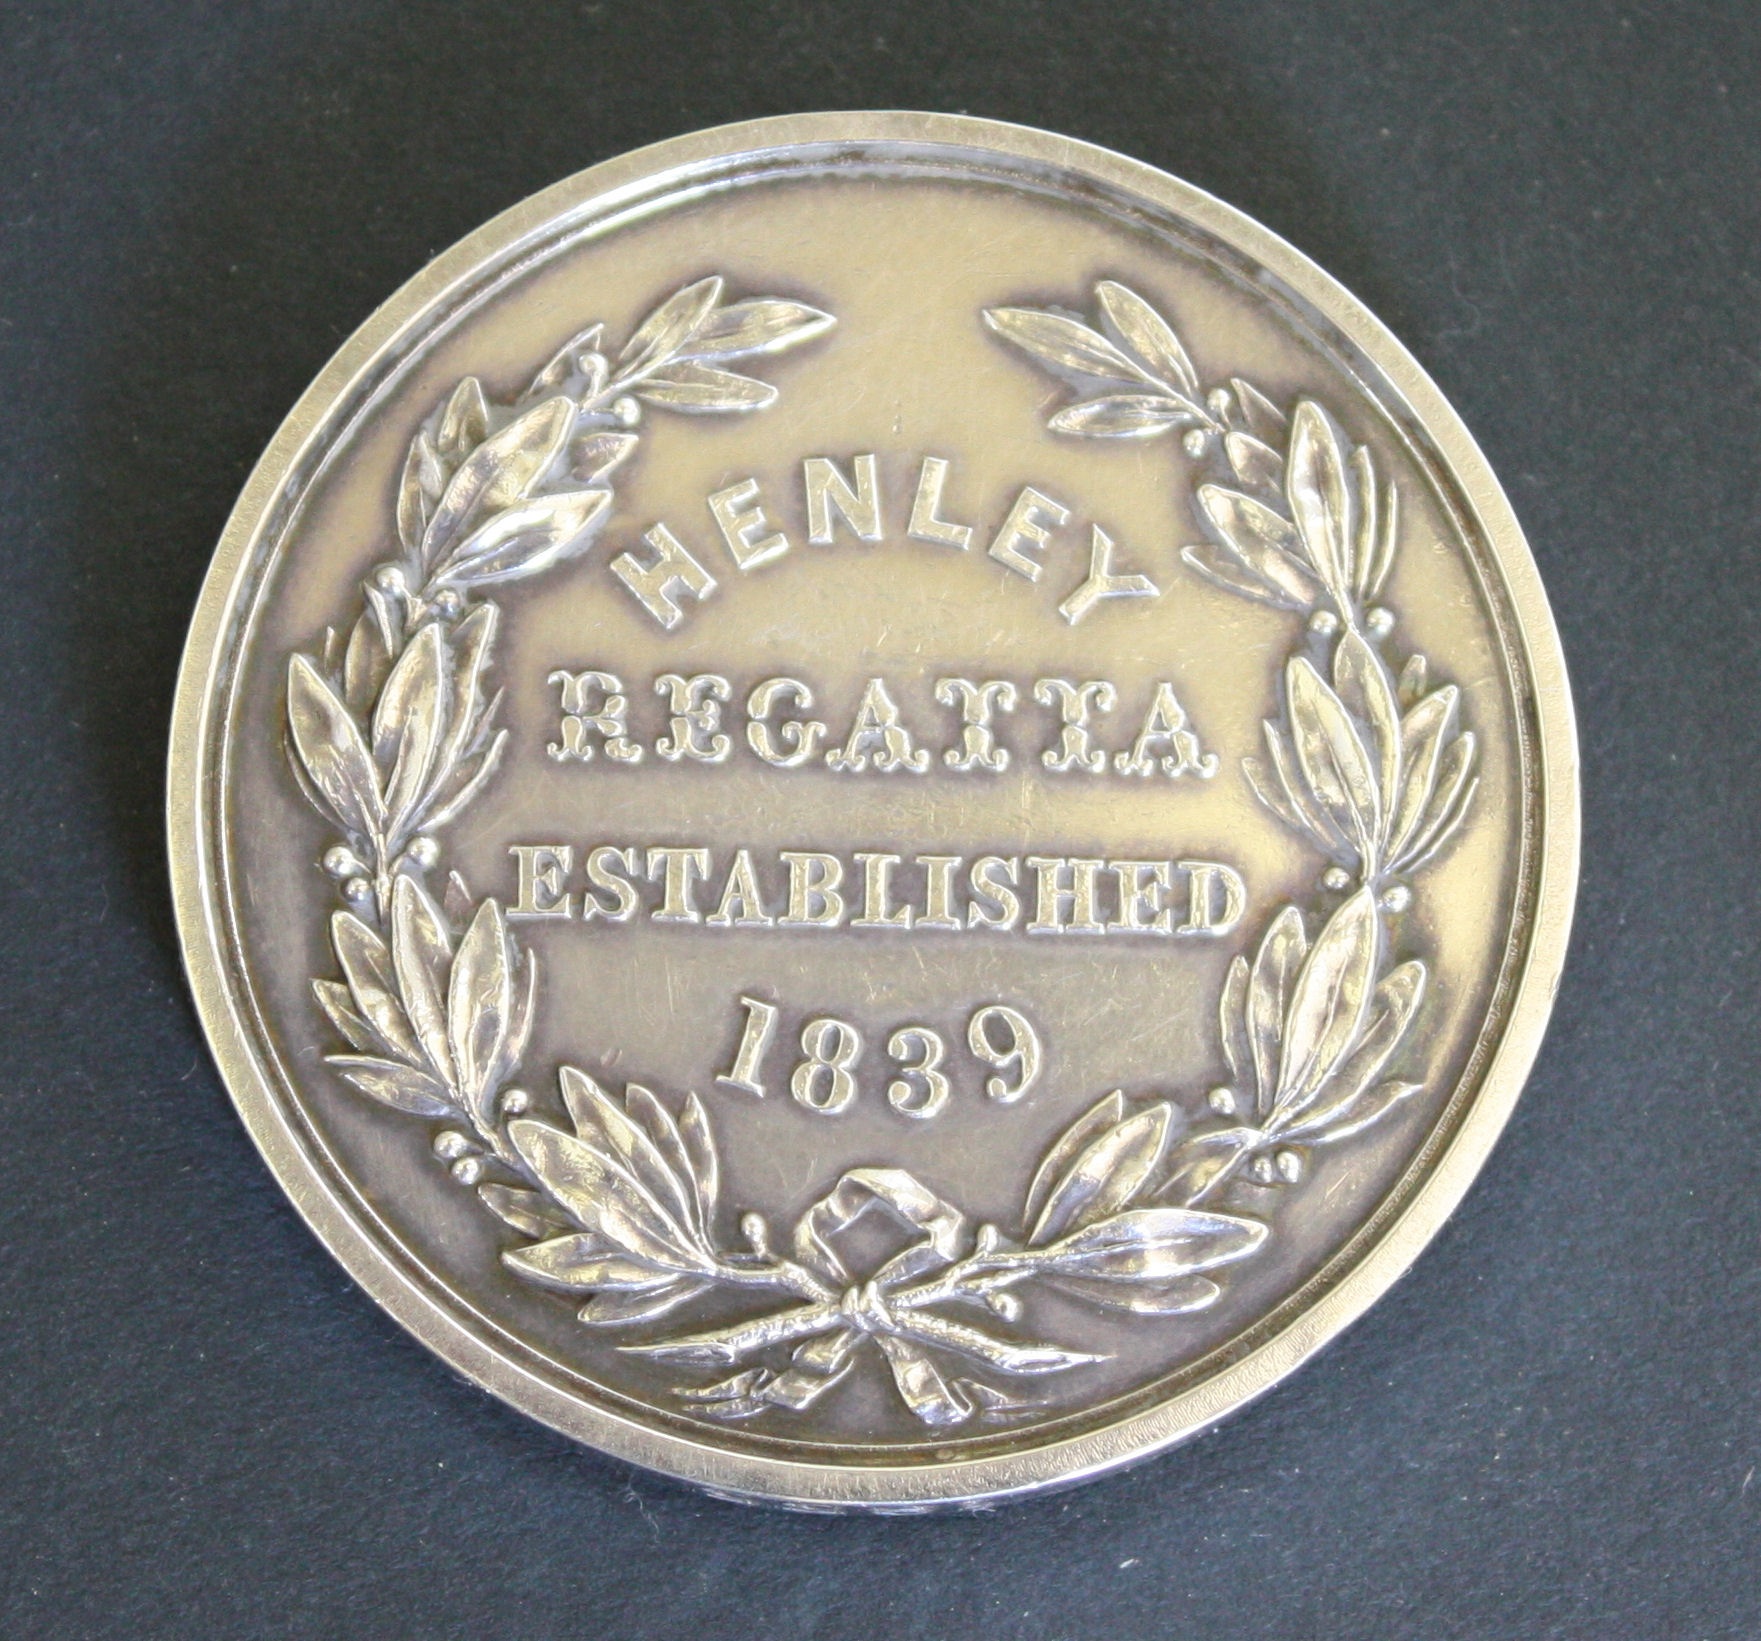 HENLEY
REGATTA
ESTABLISHED
1839